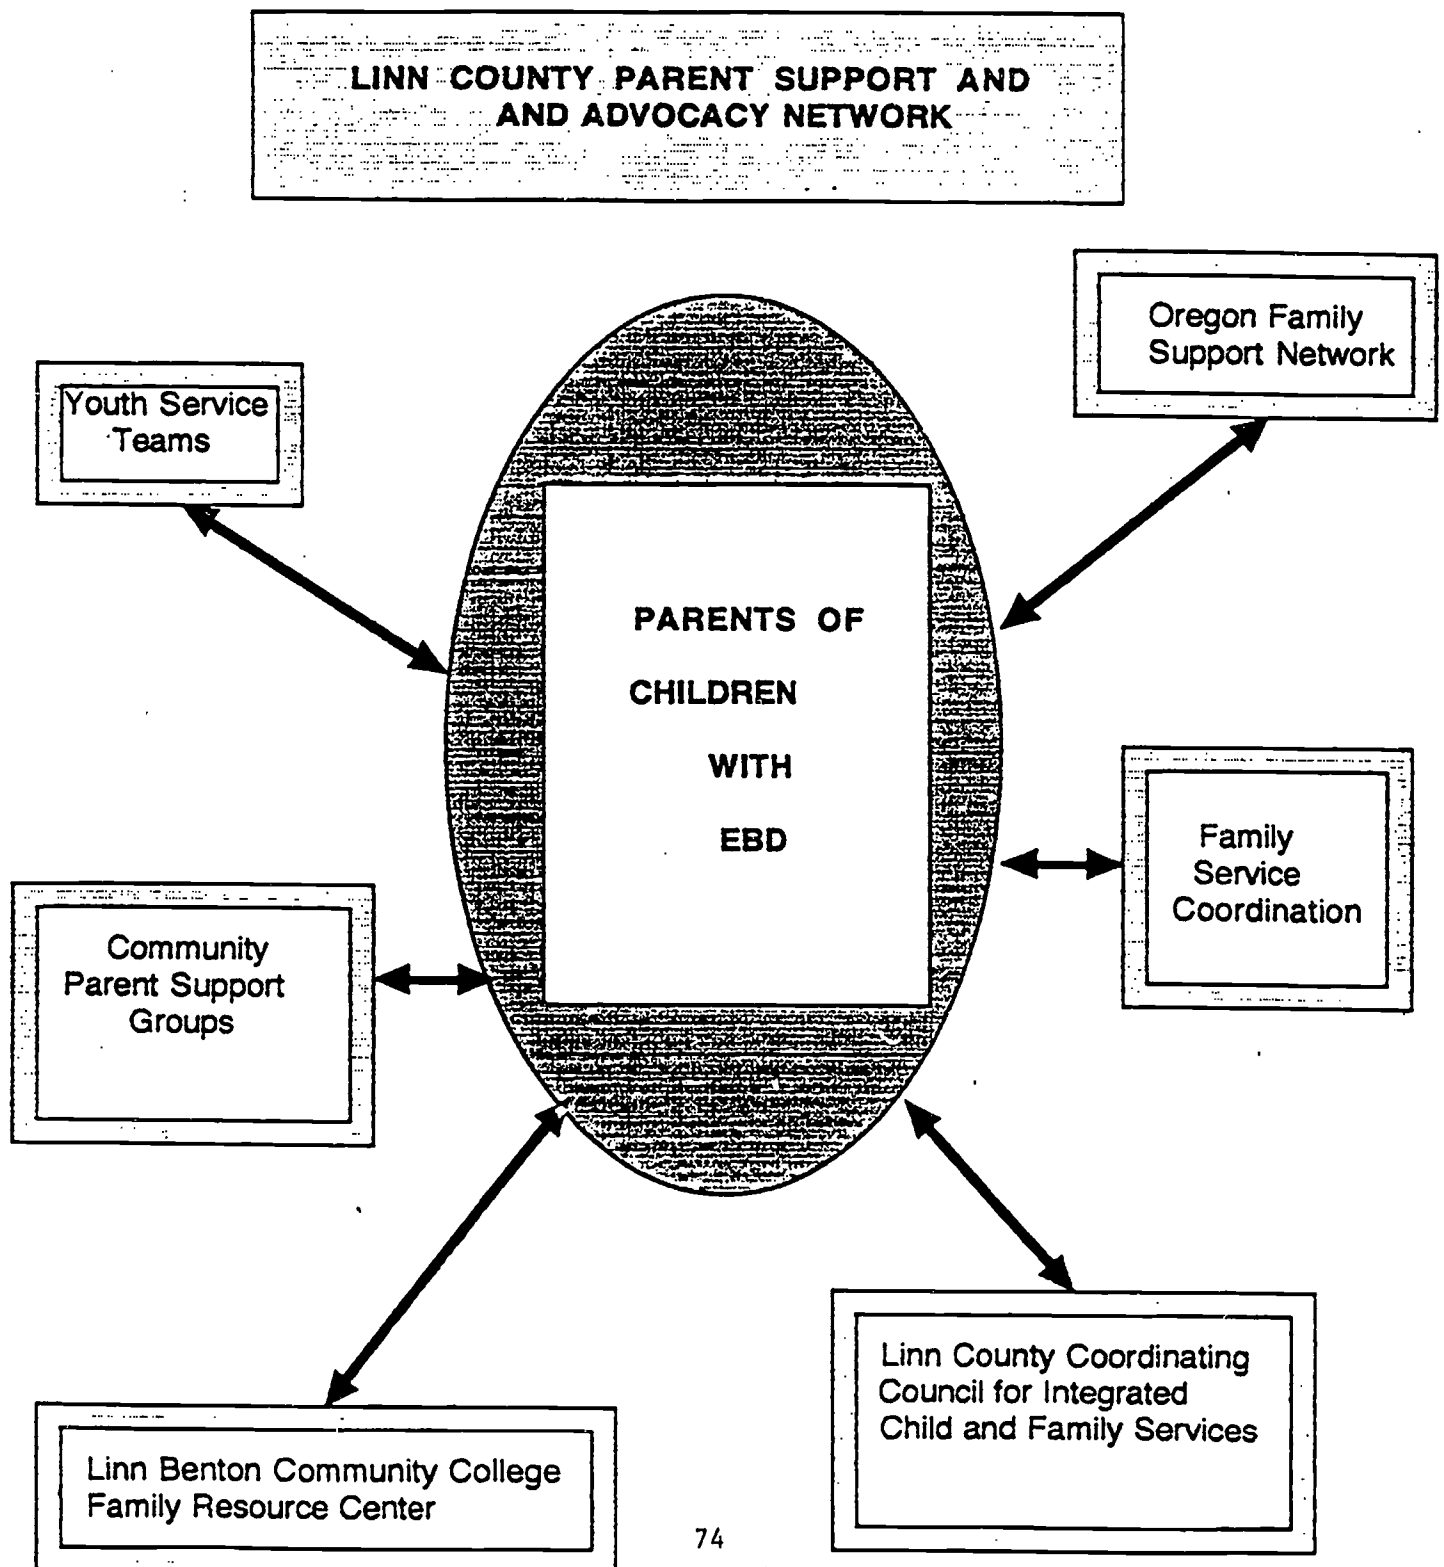 LINN COUNTY PARENT SUPPORT AND
AND ADVOCACY NETWORK
Oregon Family
Support Network
Youth Service
Teams
PARENTS OF
CHILDREN
WITH
EBD
Family
Service
Coordination
Community
Parent Support
Groups
Linn County Coordinating
Council for Integrated
Child and Family Services
Linn Benton Community College
Family Resource Center
74